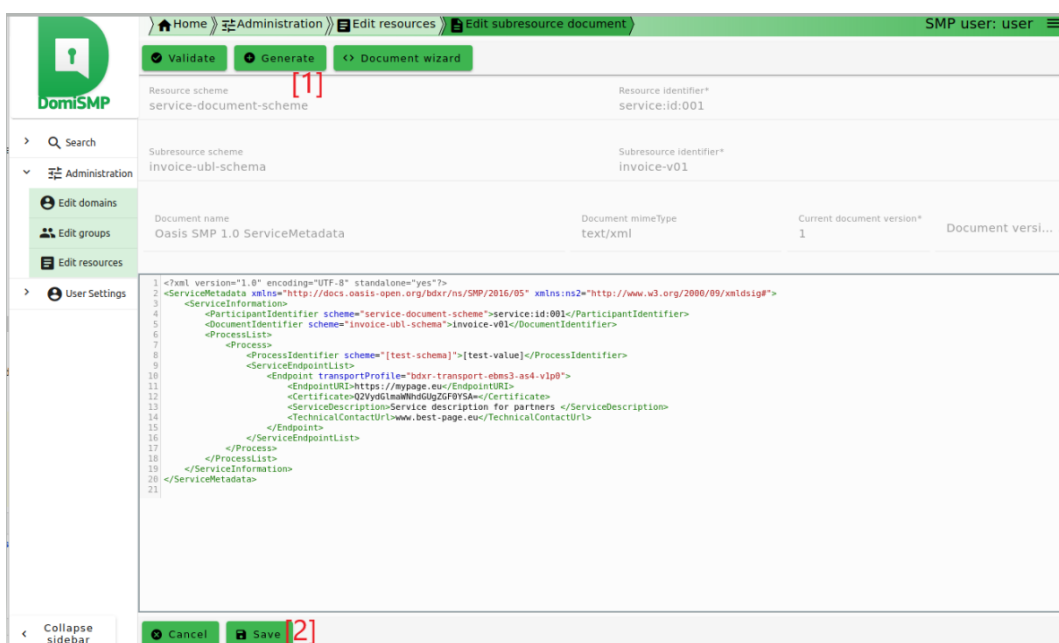 Home Administration Edit resources Edit subresource document SMP user: user
Validate Generate Document wizard
[1]
DomiSMP
Resource scheme Resource identifier*
service-document-scheme service:id:001
Search
Subresource scheme Subresource identifier*
invoice-ubl-schema invoice-v01
Administration
Edit domains
Edit groups
Edit resources
User Settings
Document name Document mimeType Current document version*
Oasis SMP 1.0 ServiceMetadata text/xml 1 Document versi...
1 <?xml version="1.0" encoding="UTF-8" standalone="yes"?>
2 <ServiceMetadata xmlns="http://docs.oasis-open.org/bdxr/ns/SMP/2016/05" xmlns:ns2="http://www.w3.org/2000/09/xmldsig#">
3 <ServiceInformation>
4 <ParticipantIdentifier scheme="service-document-scheme">service:id:001</ParticipantIdentifier>
5 <DocumentIdentifier scheme="invoice-ubl-schema">invoice-v01</DocumentIdentifier>
6 <ProcessList>
7 <Process>
8 <ProcessIdentifier scheme="[test-schema]">[test-value]</ProcessIdentifier>
9 <ServiceEndpointList>
10 <Endpoint transportProfile="bdxr-transport-ebms3-as4-v1p0">
11 <EndpointURI>https://mypage.eu</EndpointURI>
12 <Certificate>Q2VydGlmaWNhdGUgZGF0YSA=</Certificate>
13 <ServiceDescription>Service description for partners </ServiceDescription>
14 <TechnicalContactUrl>www.best-page.eu</TechnicalContactUrl>
15 </Endpoint>
16 </ServiceEndpointList>
17 </Process>
18 </ProcessList>
19 </ServiceInformation>
20 </ServiceMetadata>
21
Collapse sidebar
Cancel Save [2]